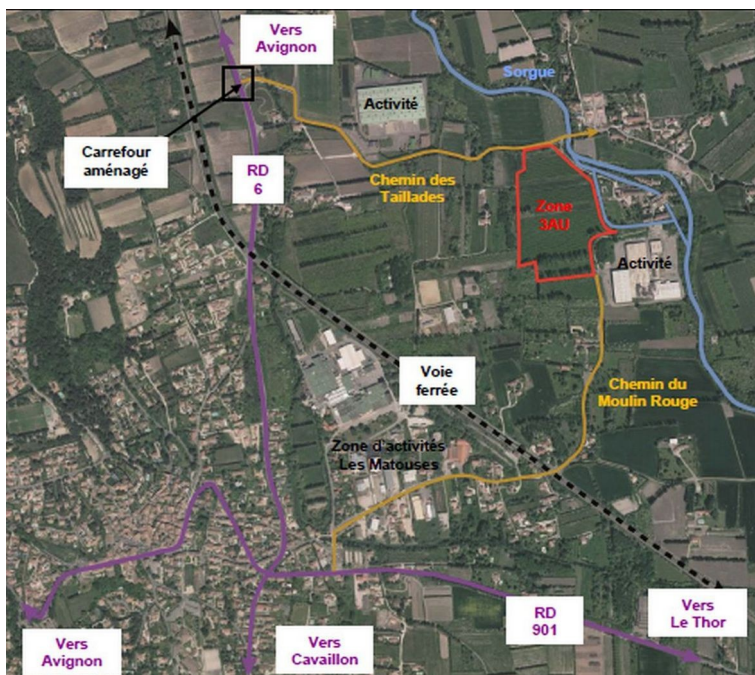 Vers
Avignon
Sorgue
Activité
Carrefour
aménagé
RD
6
Chemin des
Taillades
Zone
3AU
Activité
Voie
ferrée
Chemin du
Moulin Rouge
Zone d'activités
Les Matouses
Vers
Avignon
Vers
Cavaillon
RD
901
Vers
Le Thor